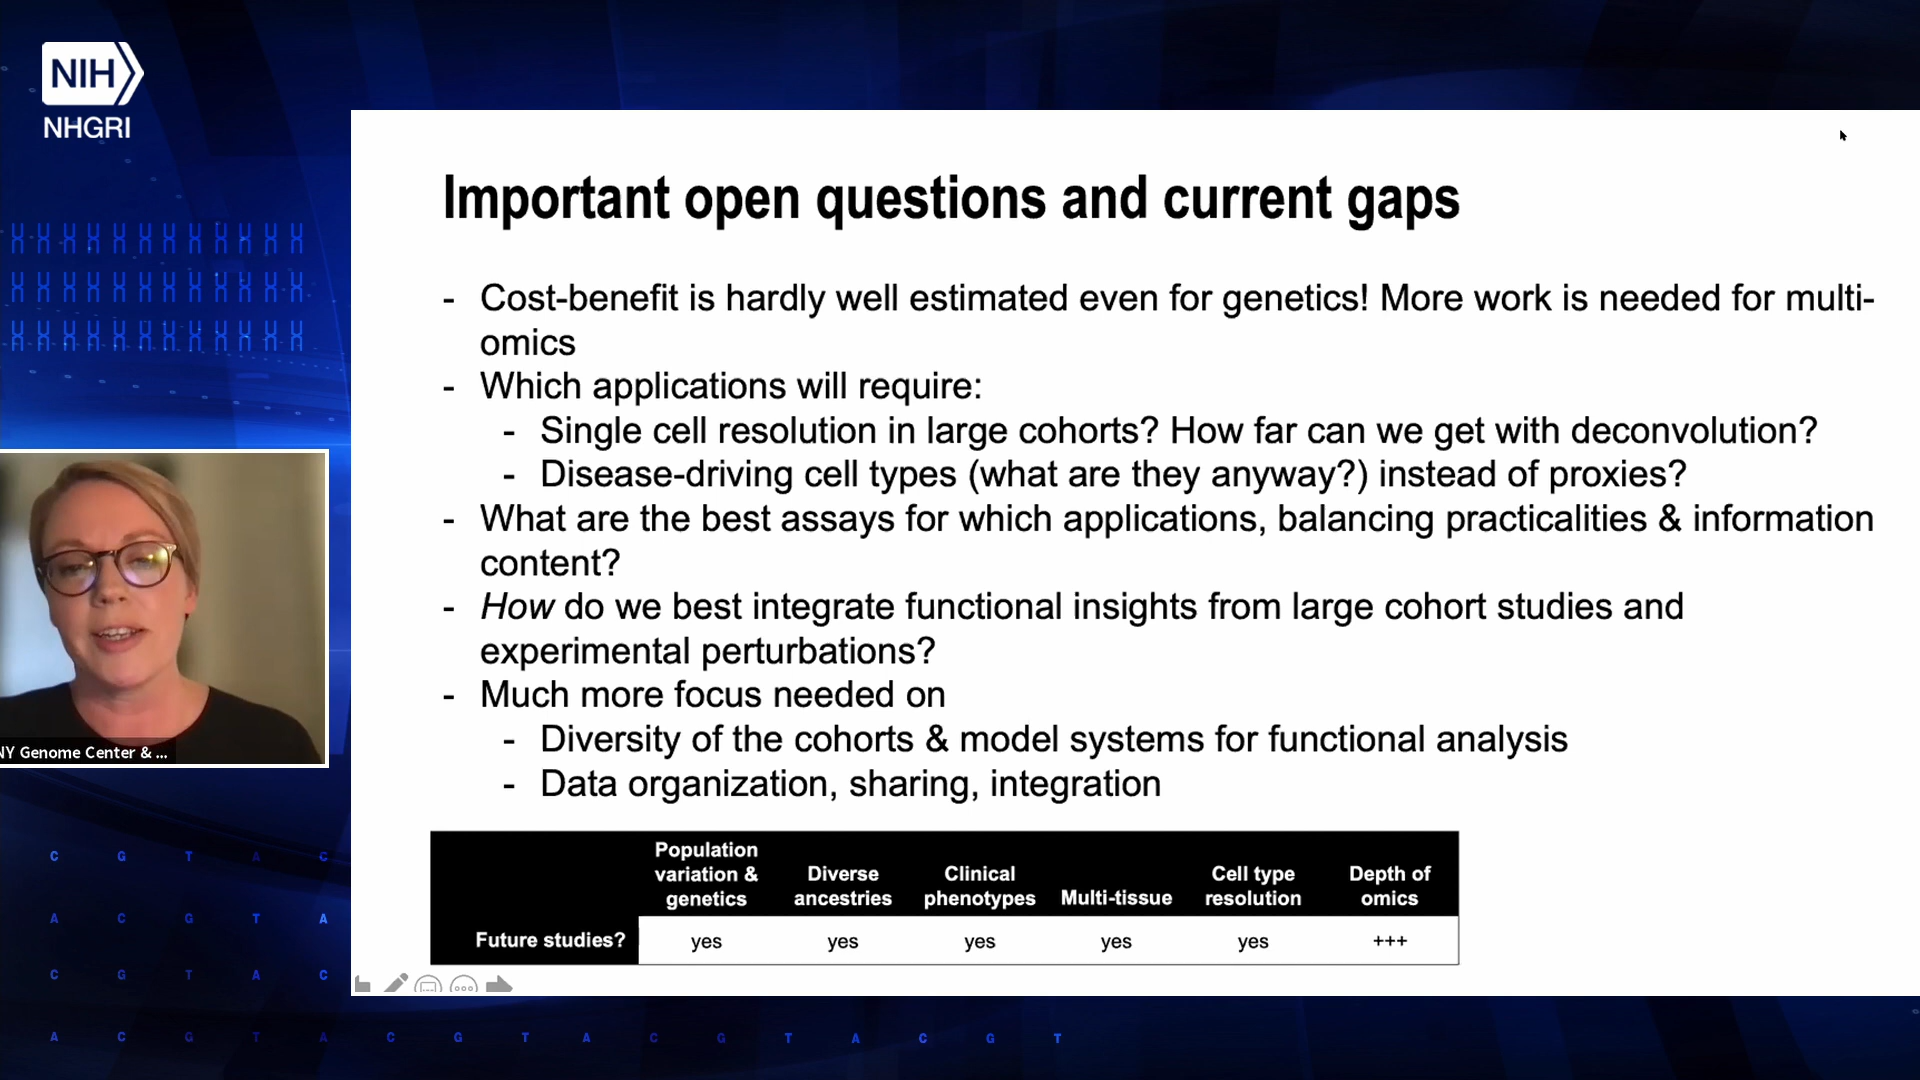 NIH
NHGRI
Important open questions and current gaps
- Cost-benefit is hardly well estimated even for genetics! More work is needed for multi-
omics
- Which applications will require:
- Single cell resolution in large cohorts? How far can we get with deconvolution?
- Disease-driving cell types (what are they anyway?) instead of proxies?
- What are the best assays for which applications, balancing practicalities & information
content?
- How do we best integrate functional insights from large cohort studies and
experimental perturbations?
- Much more focus needed on
- Diversity of the cohorts & model systems for functional analysis
- Data organization, sharing, integration
Population variation & genetics Diverse ancestries Clinical phenotypes Multi-tissue Cell type resolution Depth of omics
Future studies? yes yes yes yes yes +++
NY Genome Center & ...
C G T A C
A C G T A
C G T A C
A C G T A C G T A C G T A C G T